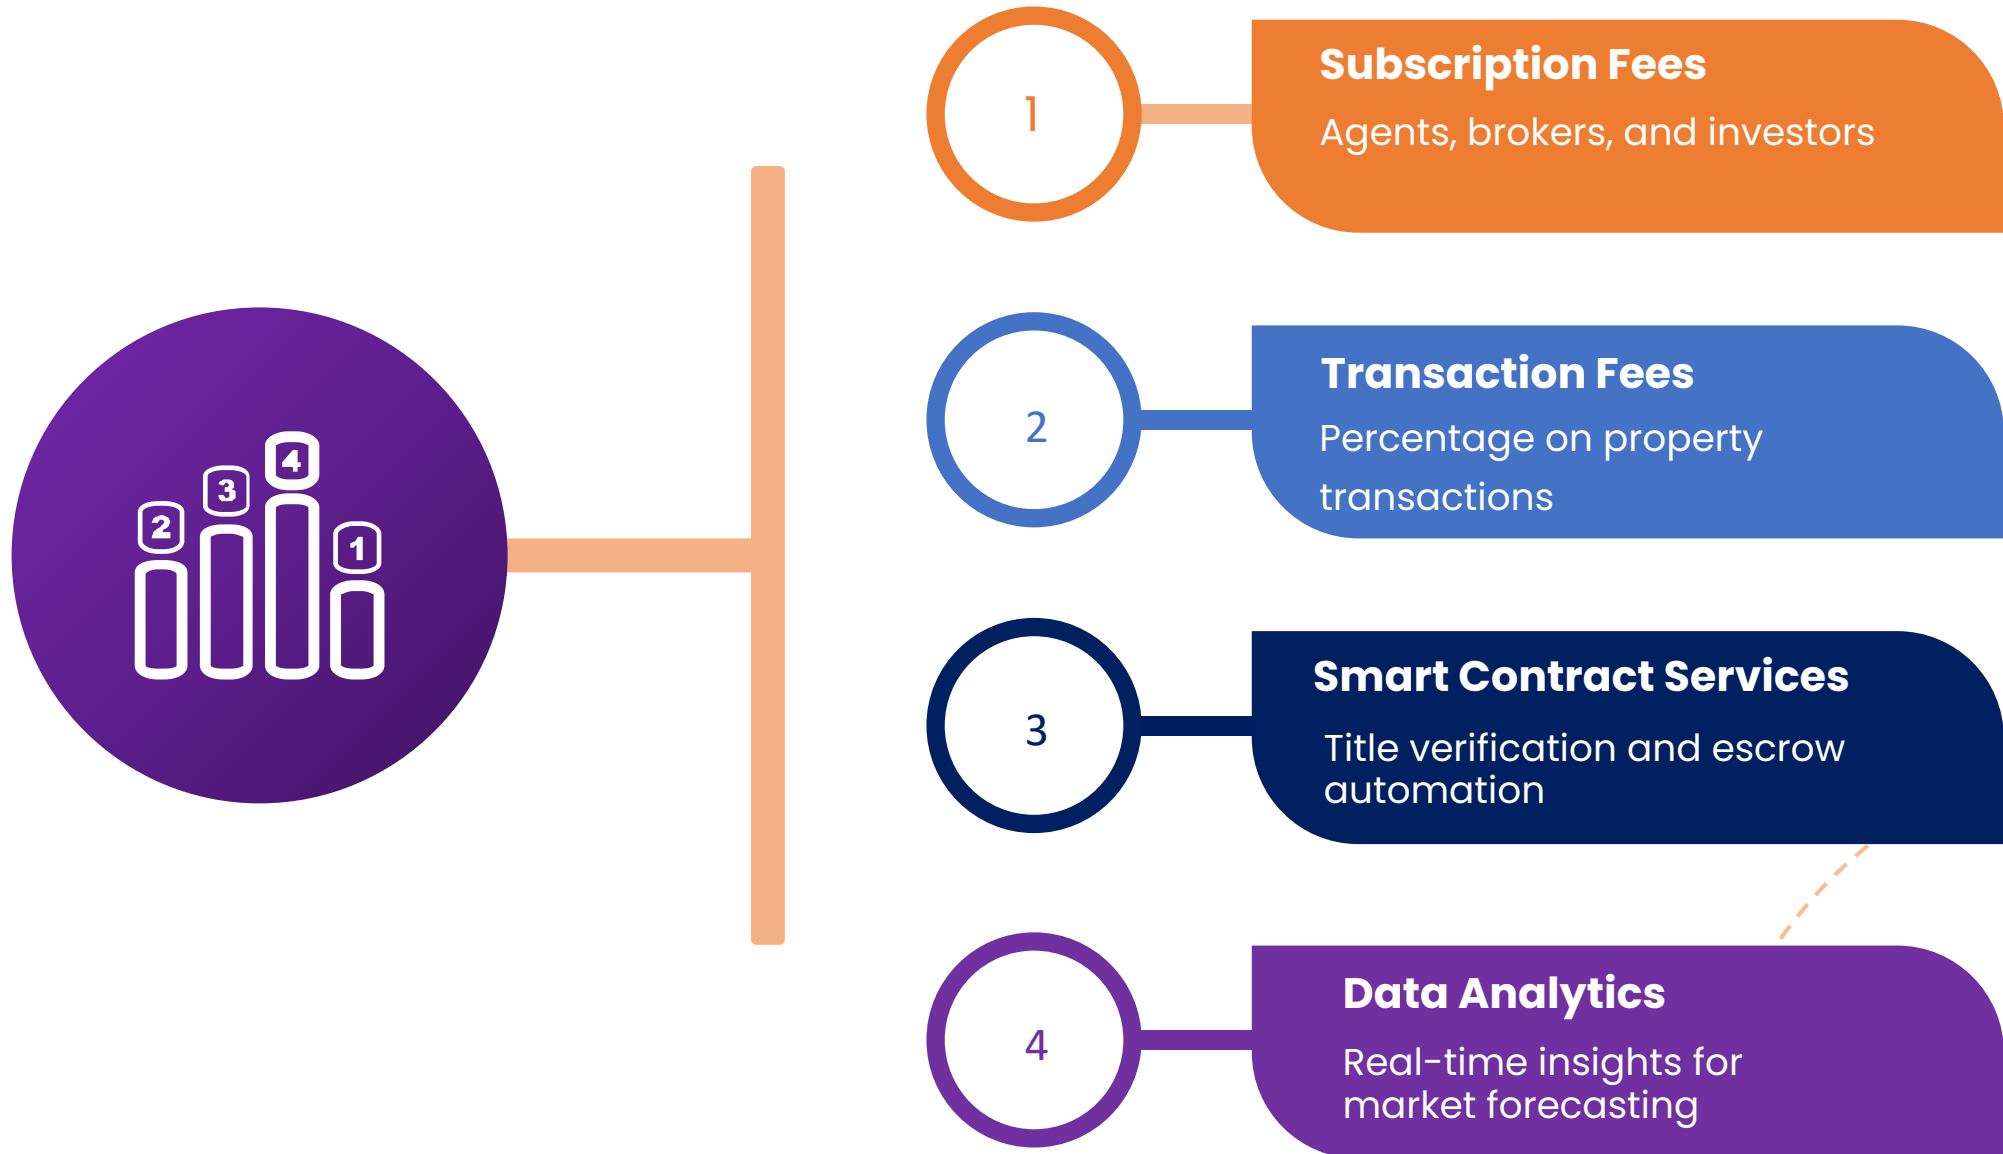 4
3
2
1
1
Subscription Fees
Agents, brokers, and investors
2
Transaction Fees
Percentage on property
transactions
3
Smart Contract Services
Title verification and escrow
automation
4
Data Analytics
Real-time insights for
market forecasting